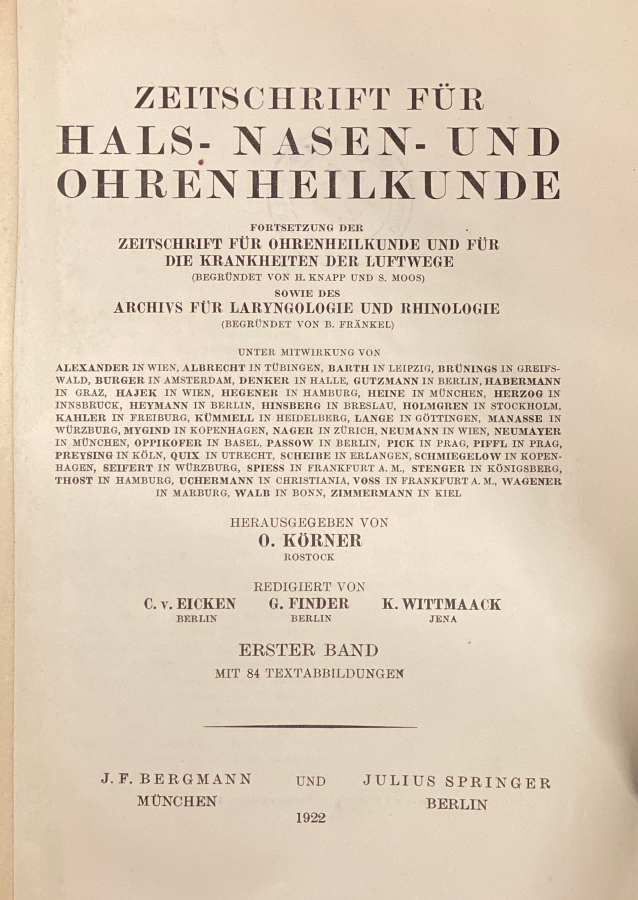 ZEITSCHRIFT FÜR
HALS- NASEN- UND
OHRENHEILKUNDE
FORTSETZUNG DER
ZEITSCHRIFT FÜR OHRENHEILKUNDE UND FÜR
DIE KRANKHEITEN DER LUFTWEGE
(BEGRÜNDET VON H. KNAPP UND S. MOOS)
SOWIE DES
ARCHIVS FÜR LARYNGOLOGIE UND RHINOLOGIE
(BEGRÜNDET VON B. FRÄNKEL)
UNTER MITWIRKUNG VON
ALEXANDER IN WIEN, ALBRECHT IN TÜBINGEN, BARTH IN LEIPZIG, BRÜNINGS IN GREIFS-
WALD, BURGER IN AMSTERDAM, DENKER IN HALLE, GUTZMANN IN BERLIN, HABERMANN
IN GRAZ, HAJEK IN WIEN, HEGENER IN HAMBURG, HEINE IN MÜNCHEN, HERZOG IN
INNSBRUCK, HEYMANN IN BERLIN, HINSBERG IN BRESLAU, HOLMGREN IN STOCKHOLM,
KAHLER IN FREIBURG, KÜMMELL IN HEIDELBERG, LANGE IN GÖTTINGEN, MANASSE IN
WÜRZBURG, MYGIND IN KOPENHAGEN, NAGER IN ZÜRICH, NEUMANN IN WIEN, NEUMAYER
IN MÜNCHEN, OPPIKOFER IN BASEL, PASSOW IN BERLIN, PICK IN PRAG, PIFFL IN PRAG,
PREYSING IN KÖLN, QUIX IN UTRECHT, SCHEIBE IN ERLANGEN, SCHMIEGELOW IN KOPEN-
HAGEN, SEIFERT IN WÜRZBURG, SPIESS IN FRANKFURT A. M., STENGER IN KÖNIGSBERG,
THOST IN HAMBURG, UCHERMANN IN CHRISTIANIA, VOSS IN FRANKFURT A. M., WAGENER
IN MARBURG, WALB IN BONN, ZIMMERMANN IN KIEL
HERAUSGEGEBEN VON
O. KÖRNER
ROSTOCK
REDIGIERT VON
C. v. EICKEN G. FINDER K. WITTMAACK
BERLIN BERLIN JENA
ERSTER BAND
MIT 84 TEXTABBILDUNGEN
J. F. BERGMANN UND JULIUS SPRINGER
MÜNCHEN BERLIN
1922